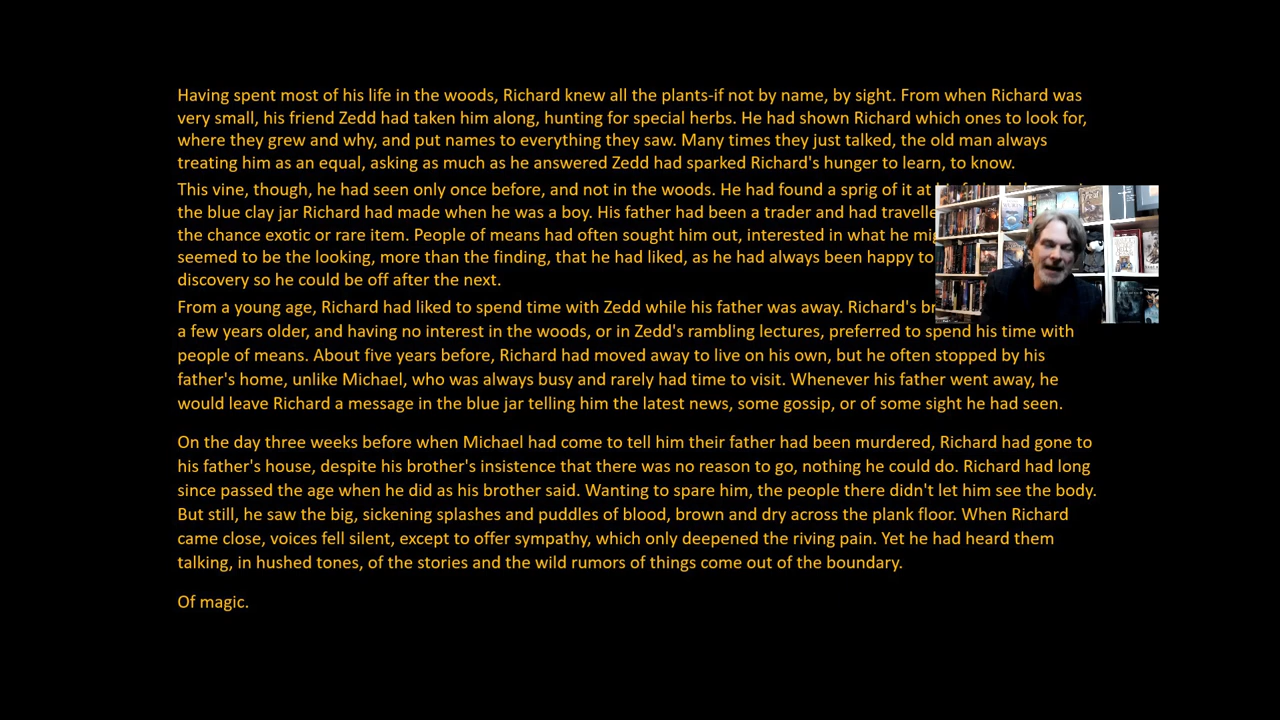 Having spent most of his life in the woods, Richard knew all the plants-if not by name, by sight. From when Richard was
very small, his friend Zedd had taken him along, hunting for special herbs. He had shown Richard which ones to look for,
where they grew and why, and put names to everything they saw. Many times they just talked, the old man always
treating him as an equal, asking as much as he answered Zedd had sparked Richard's hunger to learn, to know.
This vine, though, he had seen only once before, and not in the woods. He had found a sprig of it at
the blue clay jar Richard had made when he was a boy. His father had been a trader and had
the chance exotic or rare item. People of means had often sought him out, interested in what he
seemed to be the looking, more than the finding, that he had liked, as he had always been happy to
discovery so he could be off after the next.
From a young age, Richard had liked to spend time with Zedd while his father was away. Richard's
a few years older, and having no interest in the woods, or in Zedd's rambling lectures, preferred to spend his time with
people of means. About five years before, Richard had moved away to live on his own, but he often stopped by his
father's home, unlike Michael, who was always busy and rarely had time to visit. Whenever his father went away, he
would leave Richard a message in the blue jar telling him the latest news, some gossip, or of some sight he had seen.
On the day three weeks before when Michael had come to tell him their father had been murdered, Richard had gone to
his father's house, despite his brother's insistence that there was no reason to go, nothing he could do. Richard had long
since passed the age when he did as his brother said. Wanting to spare him, the people there didn't let him see the body.
But still, he saw the big, sickening splashes and puddles of blood, brown and dry across the plank floor. When Richard
came close, voices fell silent, except to offer sympathy, which only deepened the riving pain. Yet he had heard them
talking, in hushed tones, of the stories and the wild rumors of things come out of the boundary.
Of magic.